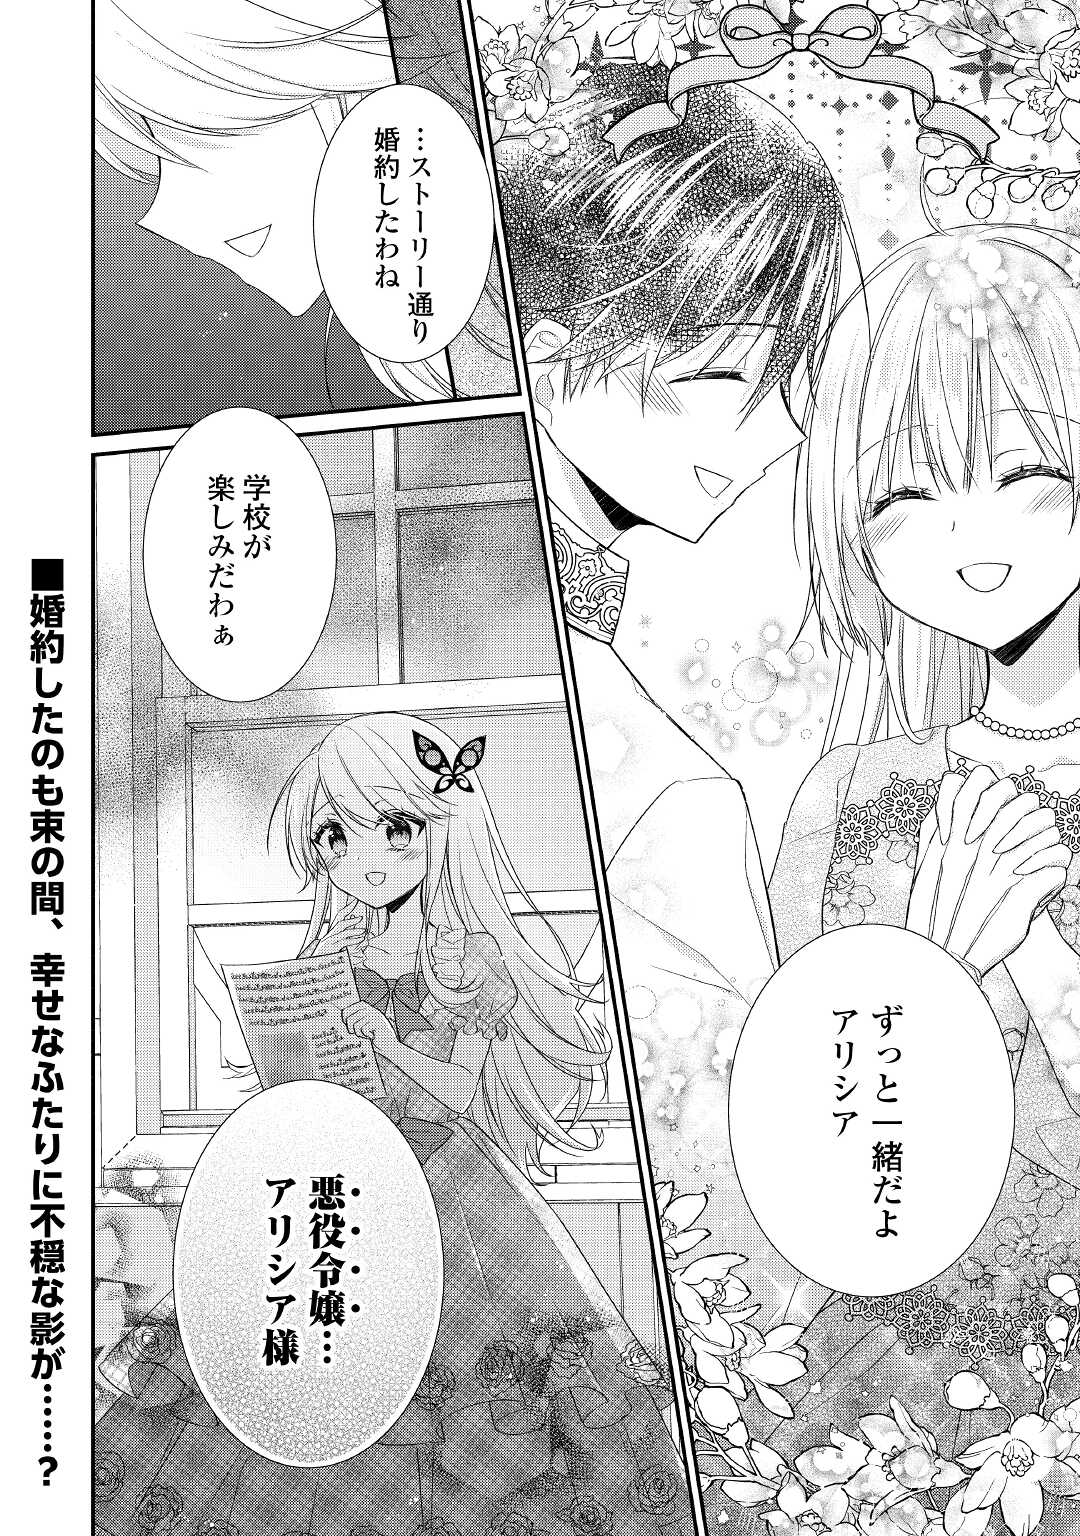 ずっと一緒だよ
アリシア
…ストーリー通り
婚約したわね
学校が
楽しみだわぁ
悪役令嬢…
アリシア様
■婚約したのも束の間、幸せなふたりに不穏な影が……？